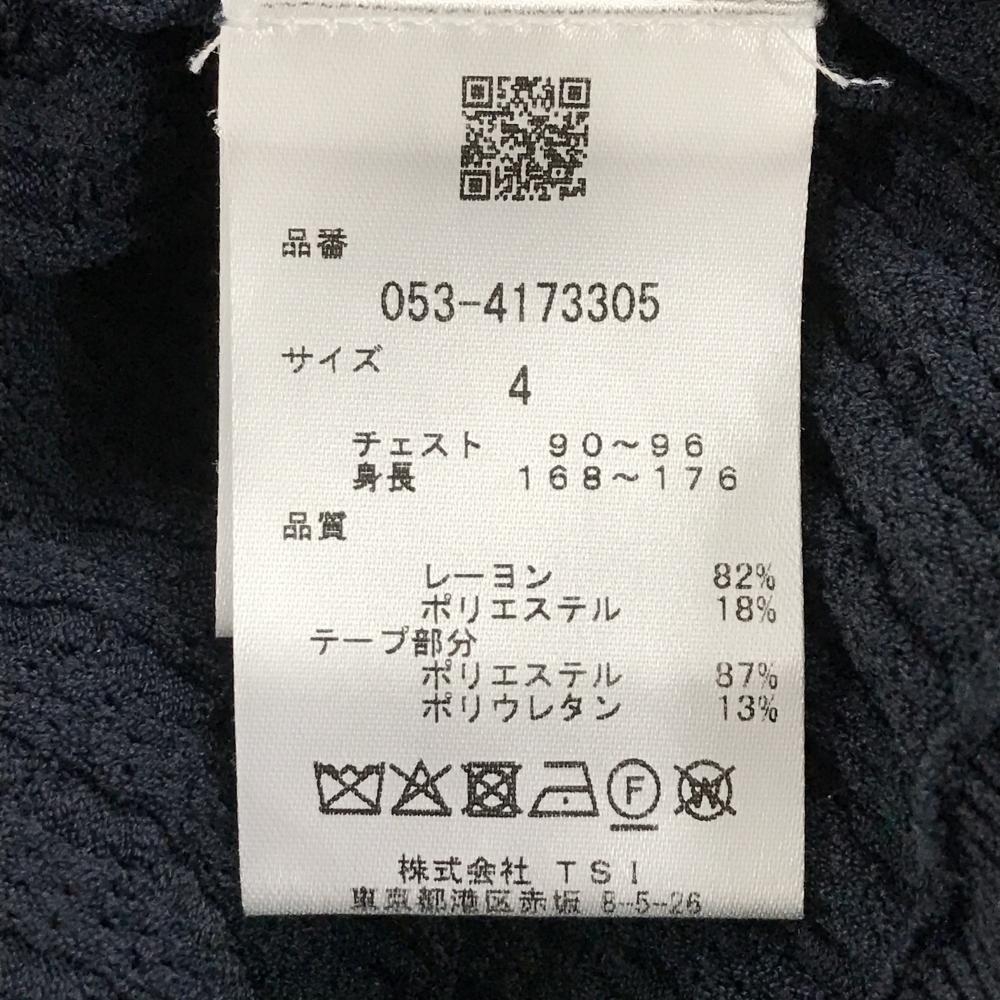 品番
053-4173305
サイズ
4
チェスト 90～96
身長 168～176
品質
レーヨン 82%
ポリエステル 18%
テープ部分
ポリエステル 87%
ポリウレタン 13%
F W
株式会社 TSI
東京都港区赤坂 8-5-26